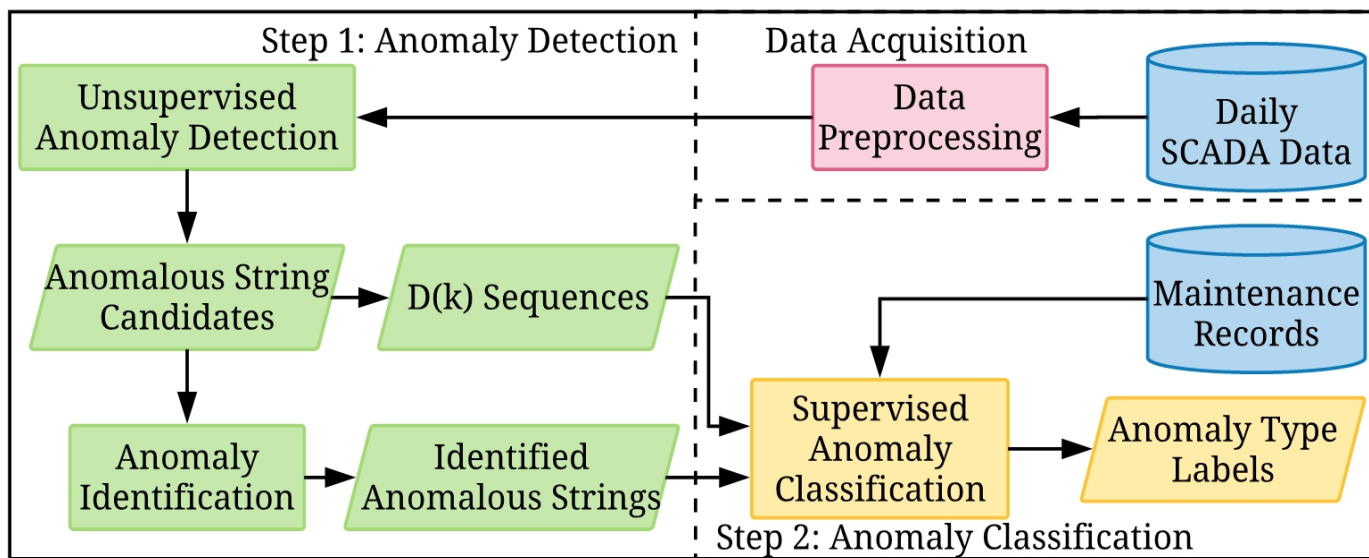 Step 1: Anomaly Detection
Data Acquisition
Unsupervised
Anomaly Detection
Data
Preprocessing
Daily
SCADA Data
Anomalous String
Candidates
D(k) Sequences
Maintenance
Records
Anomaly
Identification
Identified
Anomalous Strings
Supervised
Anomaly
Classification
Anomaly Type
Labels
Step 2: Anomaly Classification